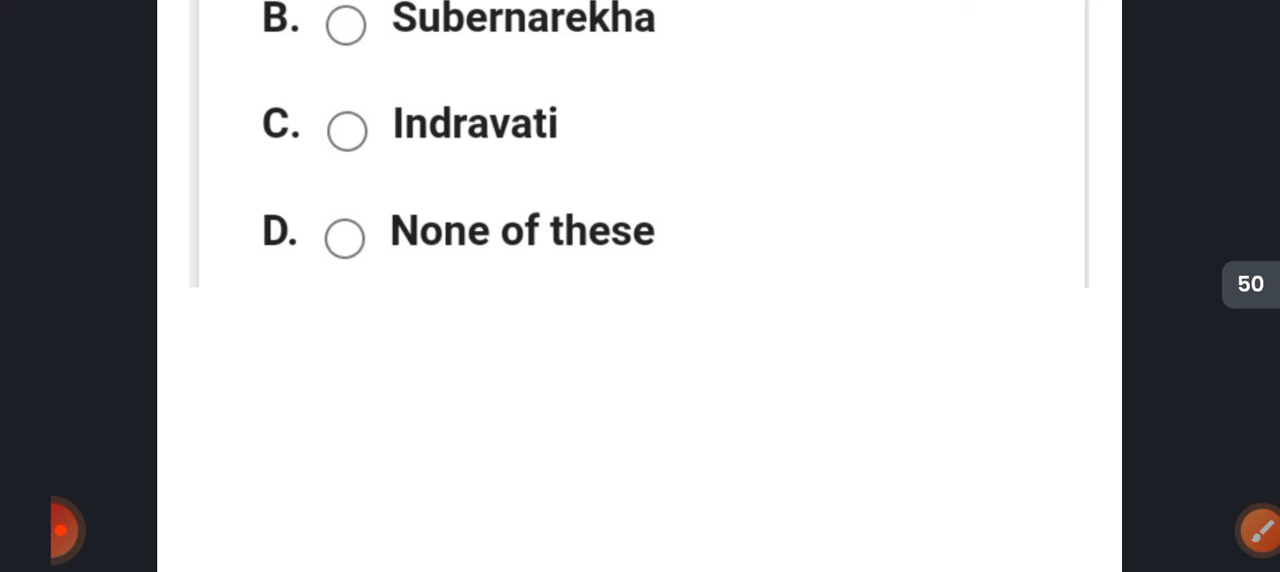 B. Subernarekha
C. Indravati
D. None of these
50